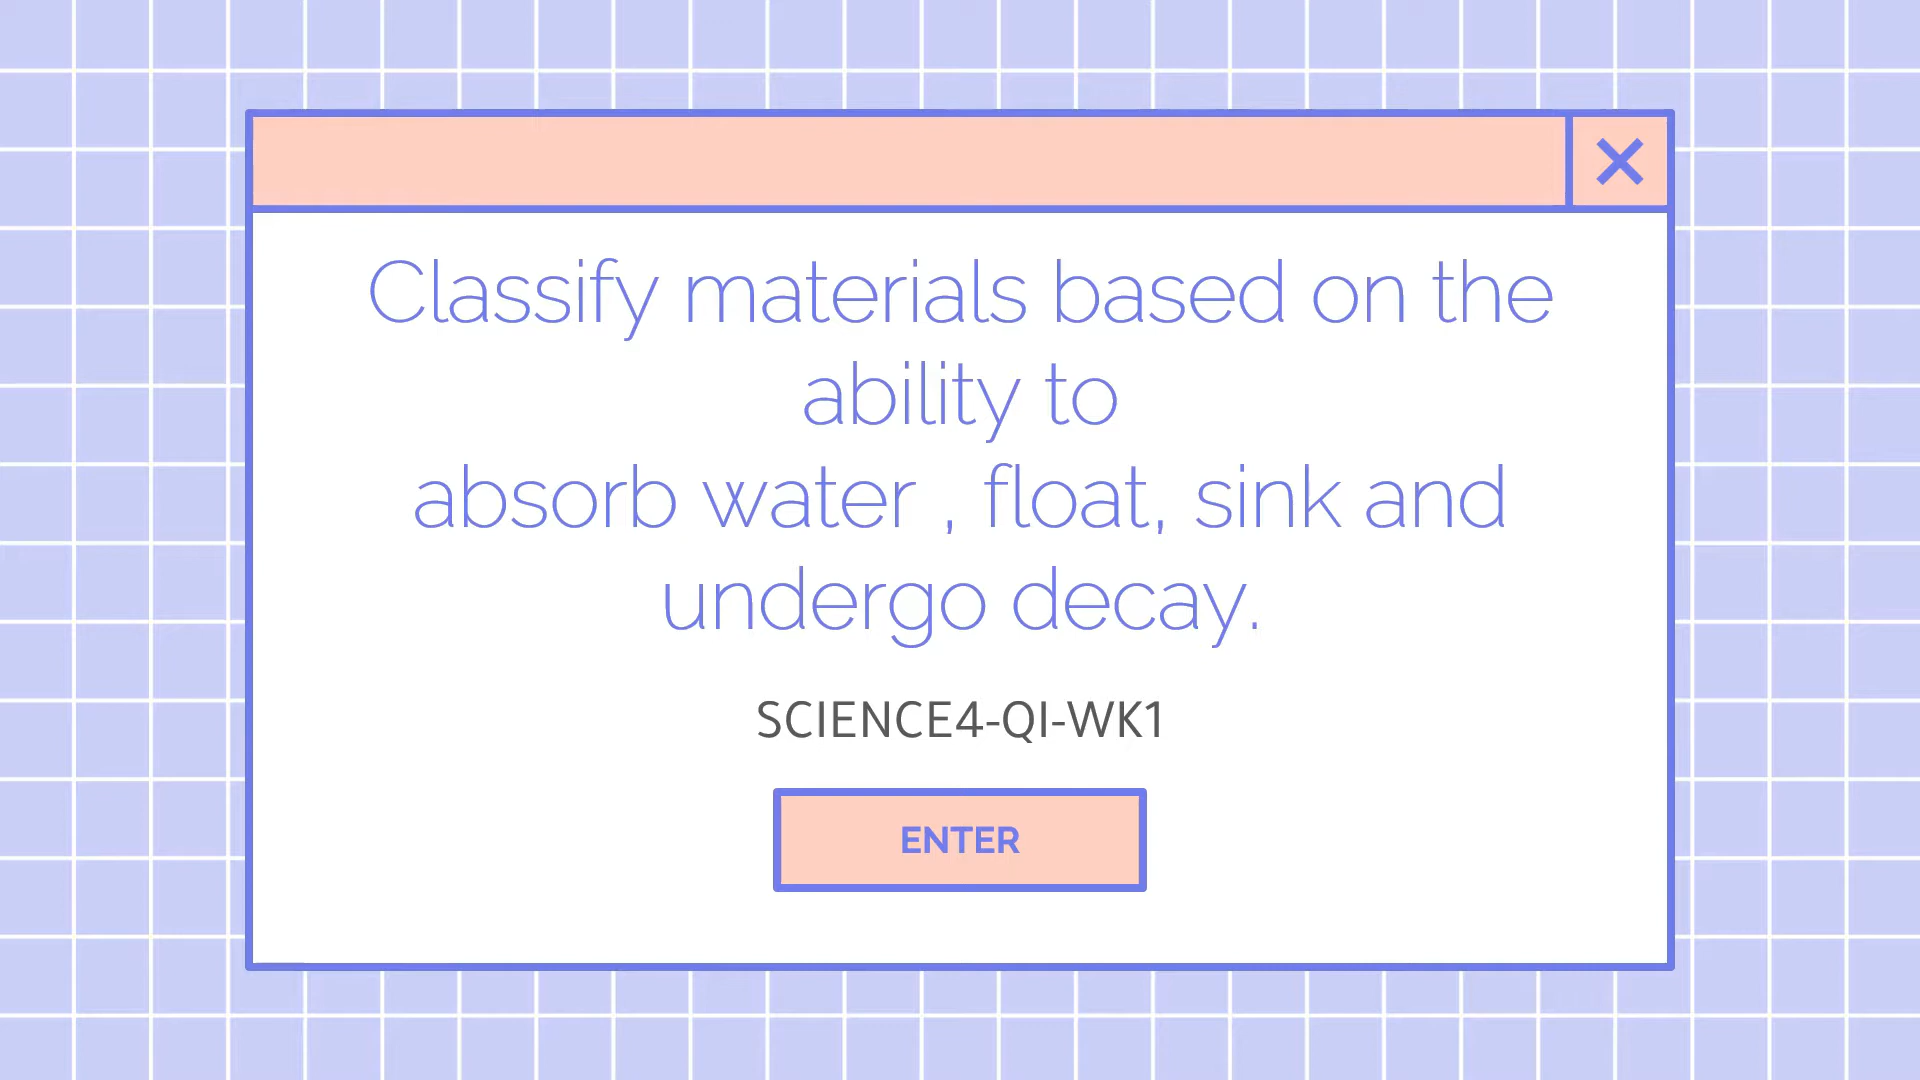 Classify materials based on the
ability to
absorb water , float, sink and
undergo decay.
SCIENCE4-QI-WK1
ENTER